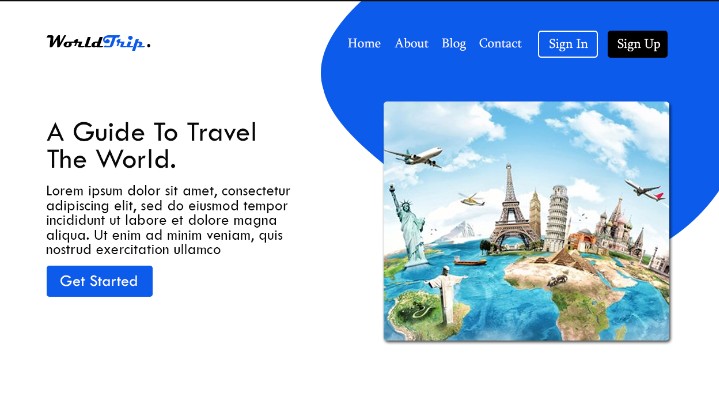 WorldTrip.
Home About Blog Contact Sign In Sign Up
A Guide To Travel
The World.
Lorem ipsum dolor sit amet, consectetur
adipiscing elit, sed do eiusmod tempor
incididunt ut labore et dolore magna
aliqua. Ut enim ad minim veniam, quis
nostrud exercitation ullamco
Get Started